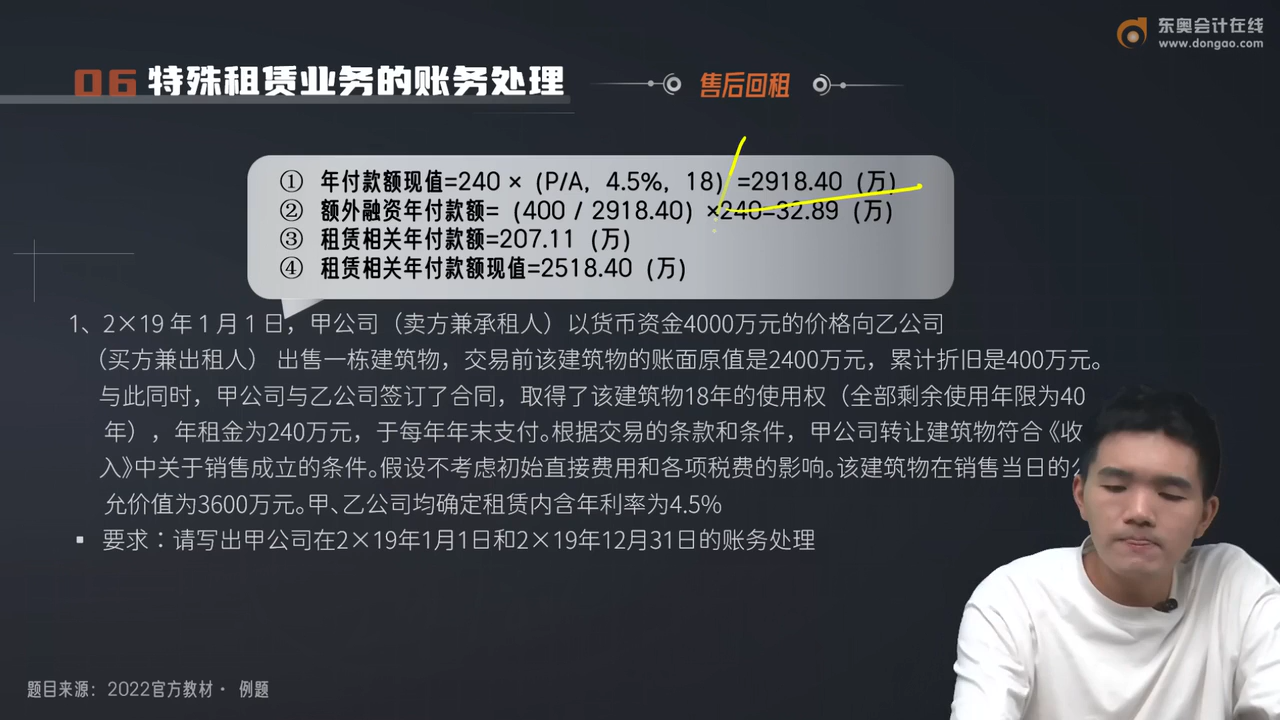 东奥会计在线
www.dongao.com
06 特殊租赁业务的账务处理
售后回租
① 年付款额现值=240 × (P/A, 4.5%, 18) =2918.40 (万)
② 额外融资年付款额= (400 / 2918.40) ×240=32.89 (万)
③ 租赁相关年付款额=207.11 (万)
④ 租赁相关年付款额现值=2518.40 (万)
1、2×19 年 1 月 1 日，甲公司（卖方兼承租人）以货币资金4000万元的价格向乙公司
（买方兼出租人） 出售一栋建筑物，交易前该建筑物的账面原值是2400万元，累计折旧是400万元。
与此同时，甲公司与乙公司签订了合同，取得了该建筑物18年的使用权（全部剩余使用年限为40
年），年租金为240万元，于每年年末支付。根据交易的条款和条件，甲公司转让建筑物符合《收
入》中关于销售成立的条件。假设不考虑初始直接费用和各项税费的影响。该建筑物在销售当日的
允价值为3600万元。甲、乙公司均确定租赁内含年利率为4.5%
▪ 要求：请写出甲公司在2×19年1月1日和2×19年12月31日的账务处理
题目来源：2022官方教材· 例题